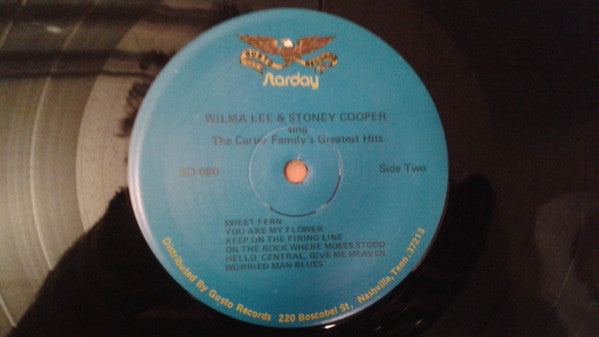 GUSTO RECORDS
Starday
WILMA LEE & STONEY COOPER
sing
The Carter Family's Greatest Hits
SD-980
Side Two
SWEET FERN
YOU ARE MY FLOWER
KEEP ON THE FIRING LINE
ON THE ROCK WHERE MOSES STOOD
HELLO, CENTRAL, GIVE ME HEAVEN
WORRIED MAN BLUES
Distributed By Gusto Records 220 Boscobel St., Nashville, Tenn. 37213